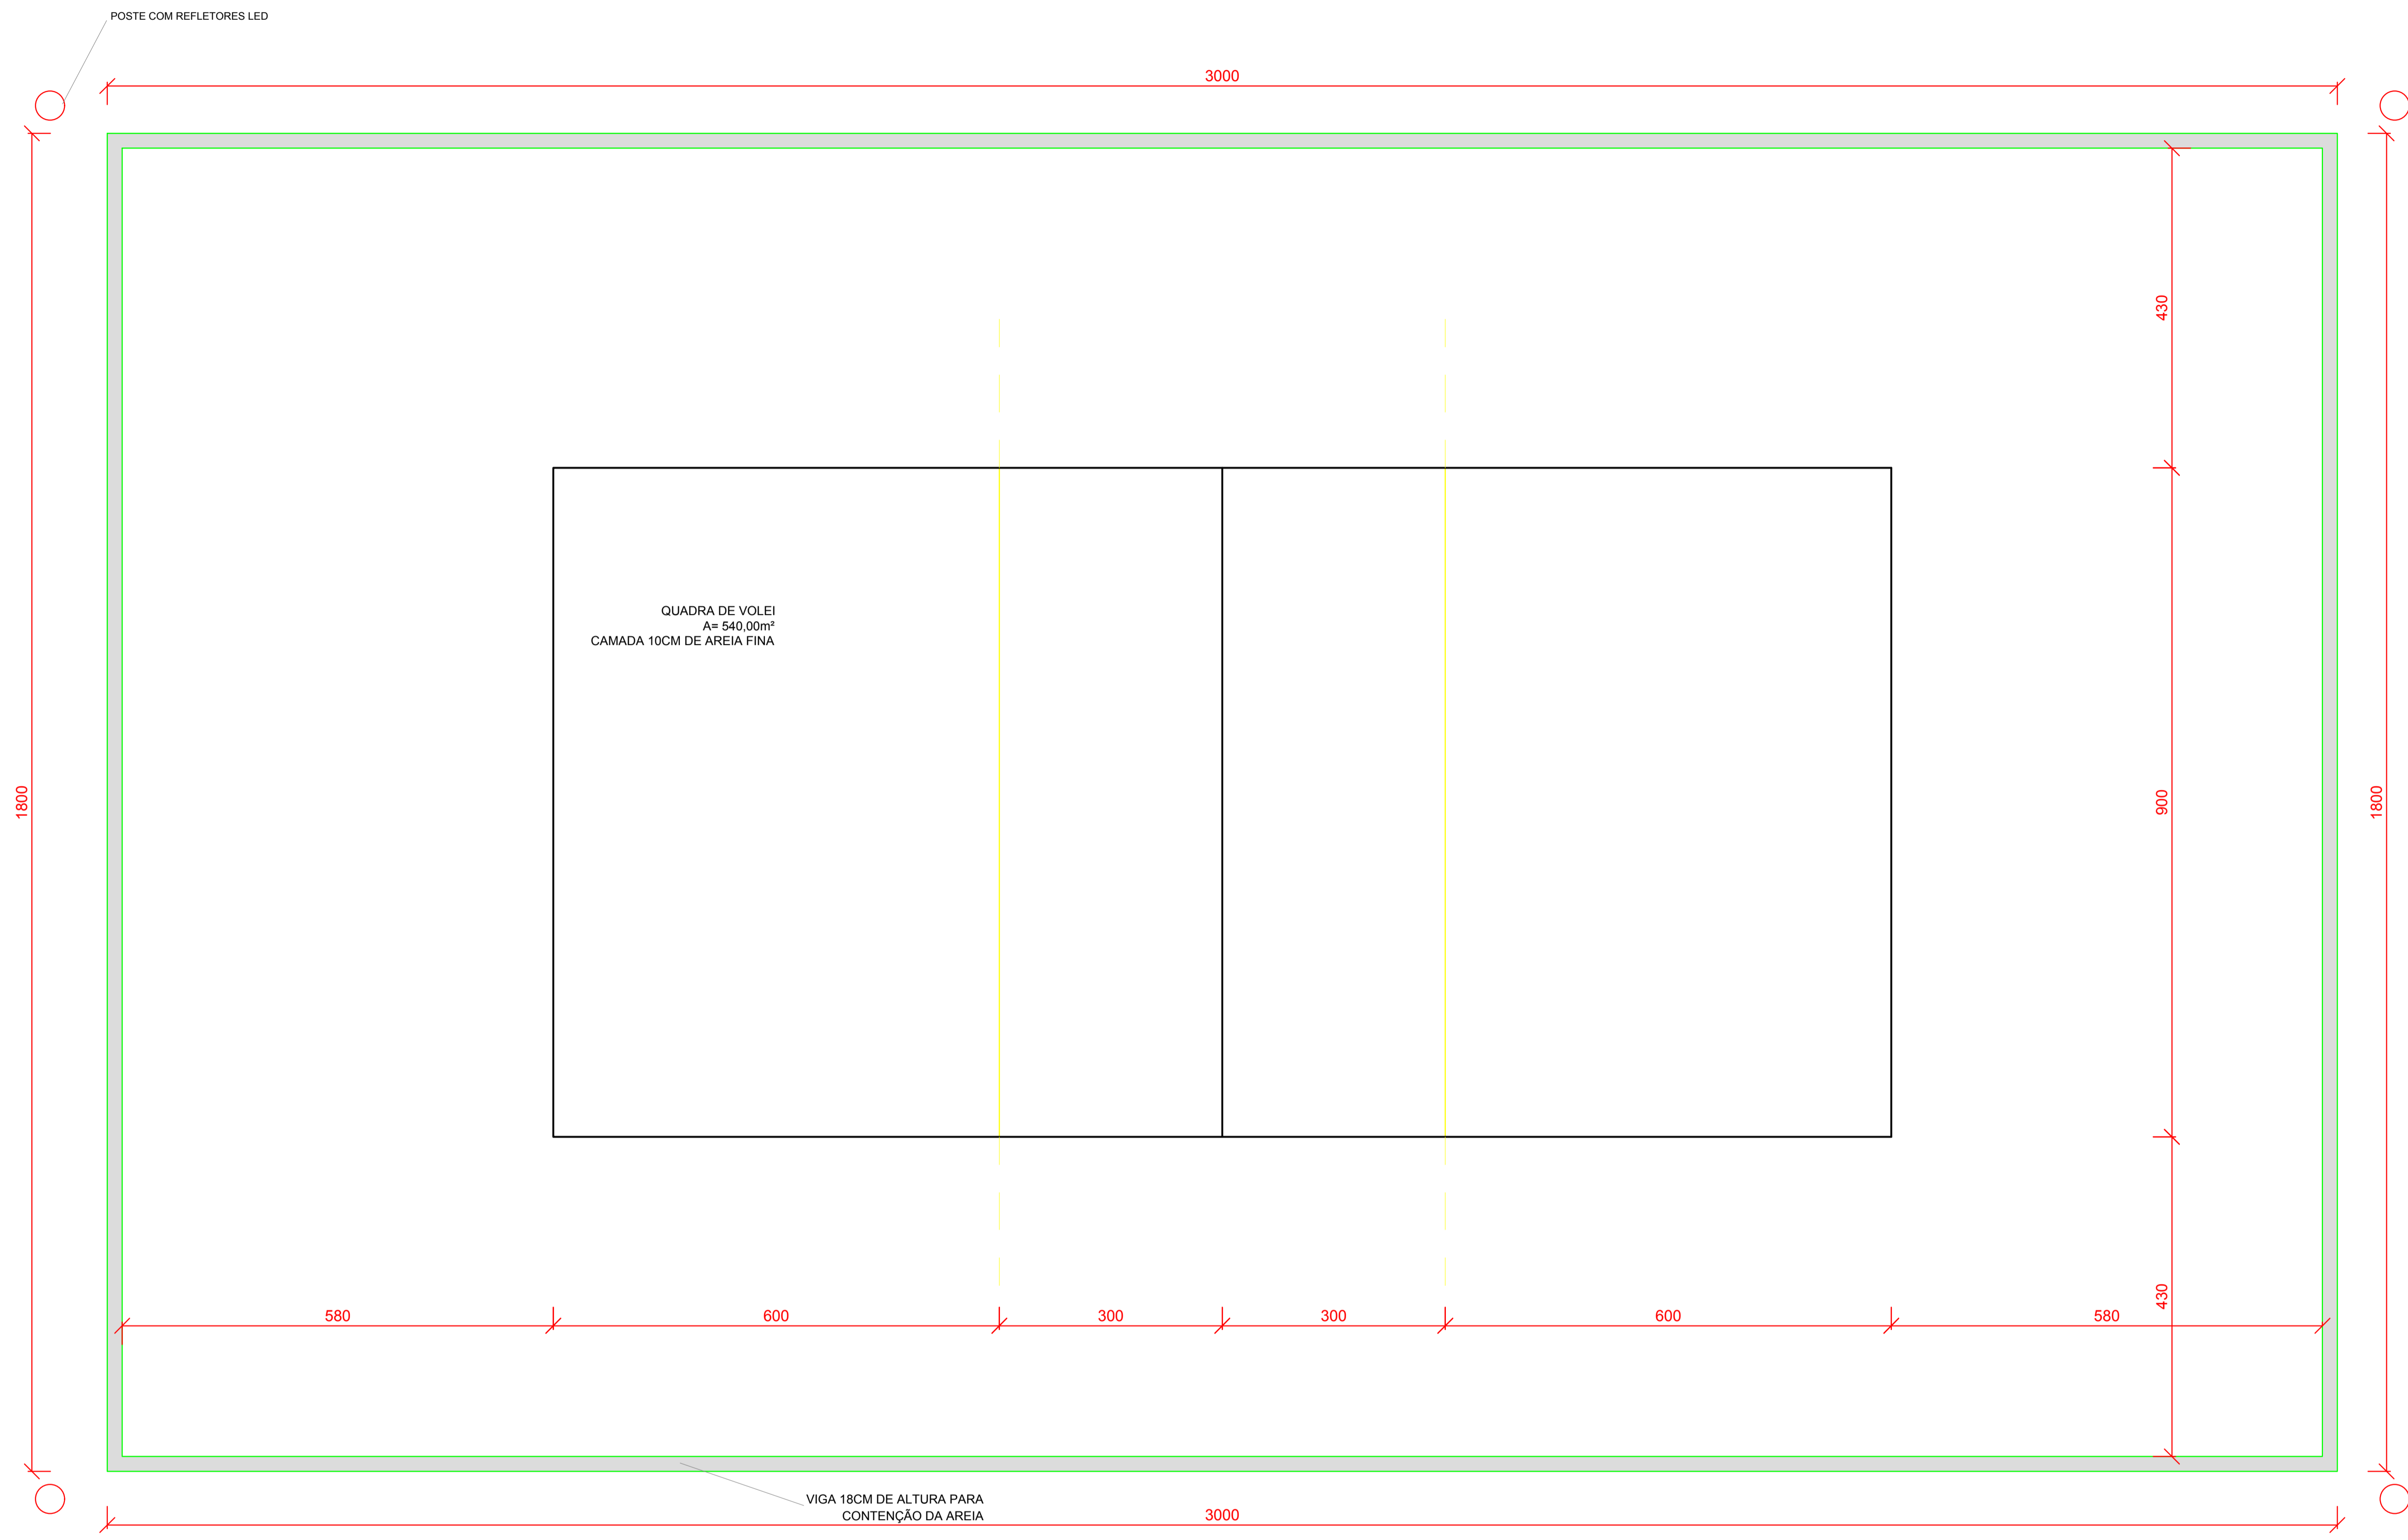 POSTE COM REFLETORES LED
3000
430
QUADRA DE VOLEI
A= 540,00m²
CAMADA 10CM DE AREIA FINA
1800
900
1800
430
580
600
300
300
600
580
VIGA 18CM DE ALTURA PARA
CONTENÇÃO DA AREIA
3000